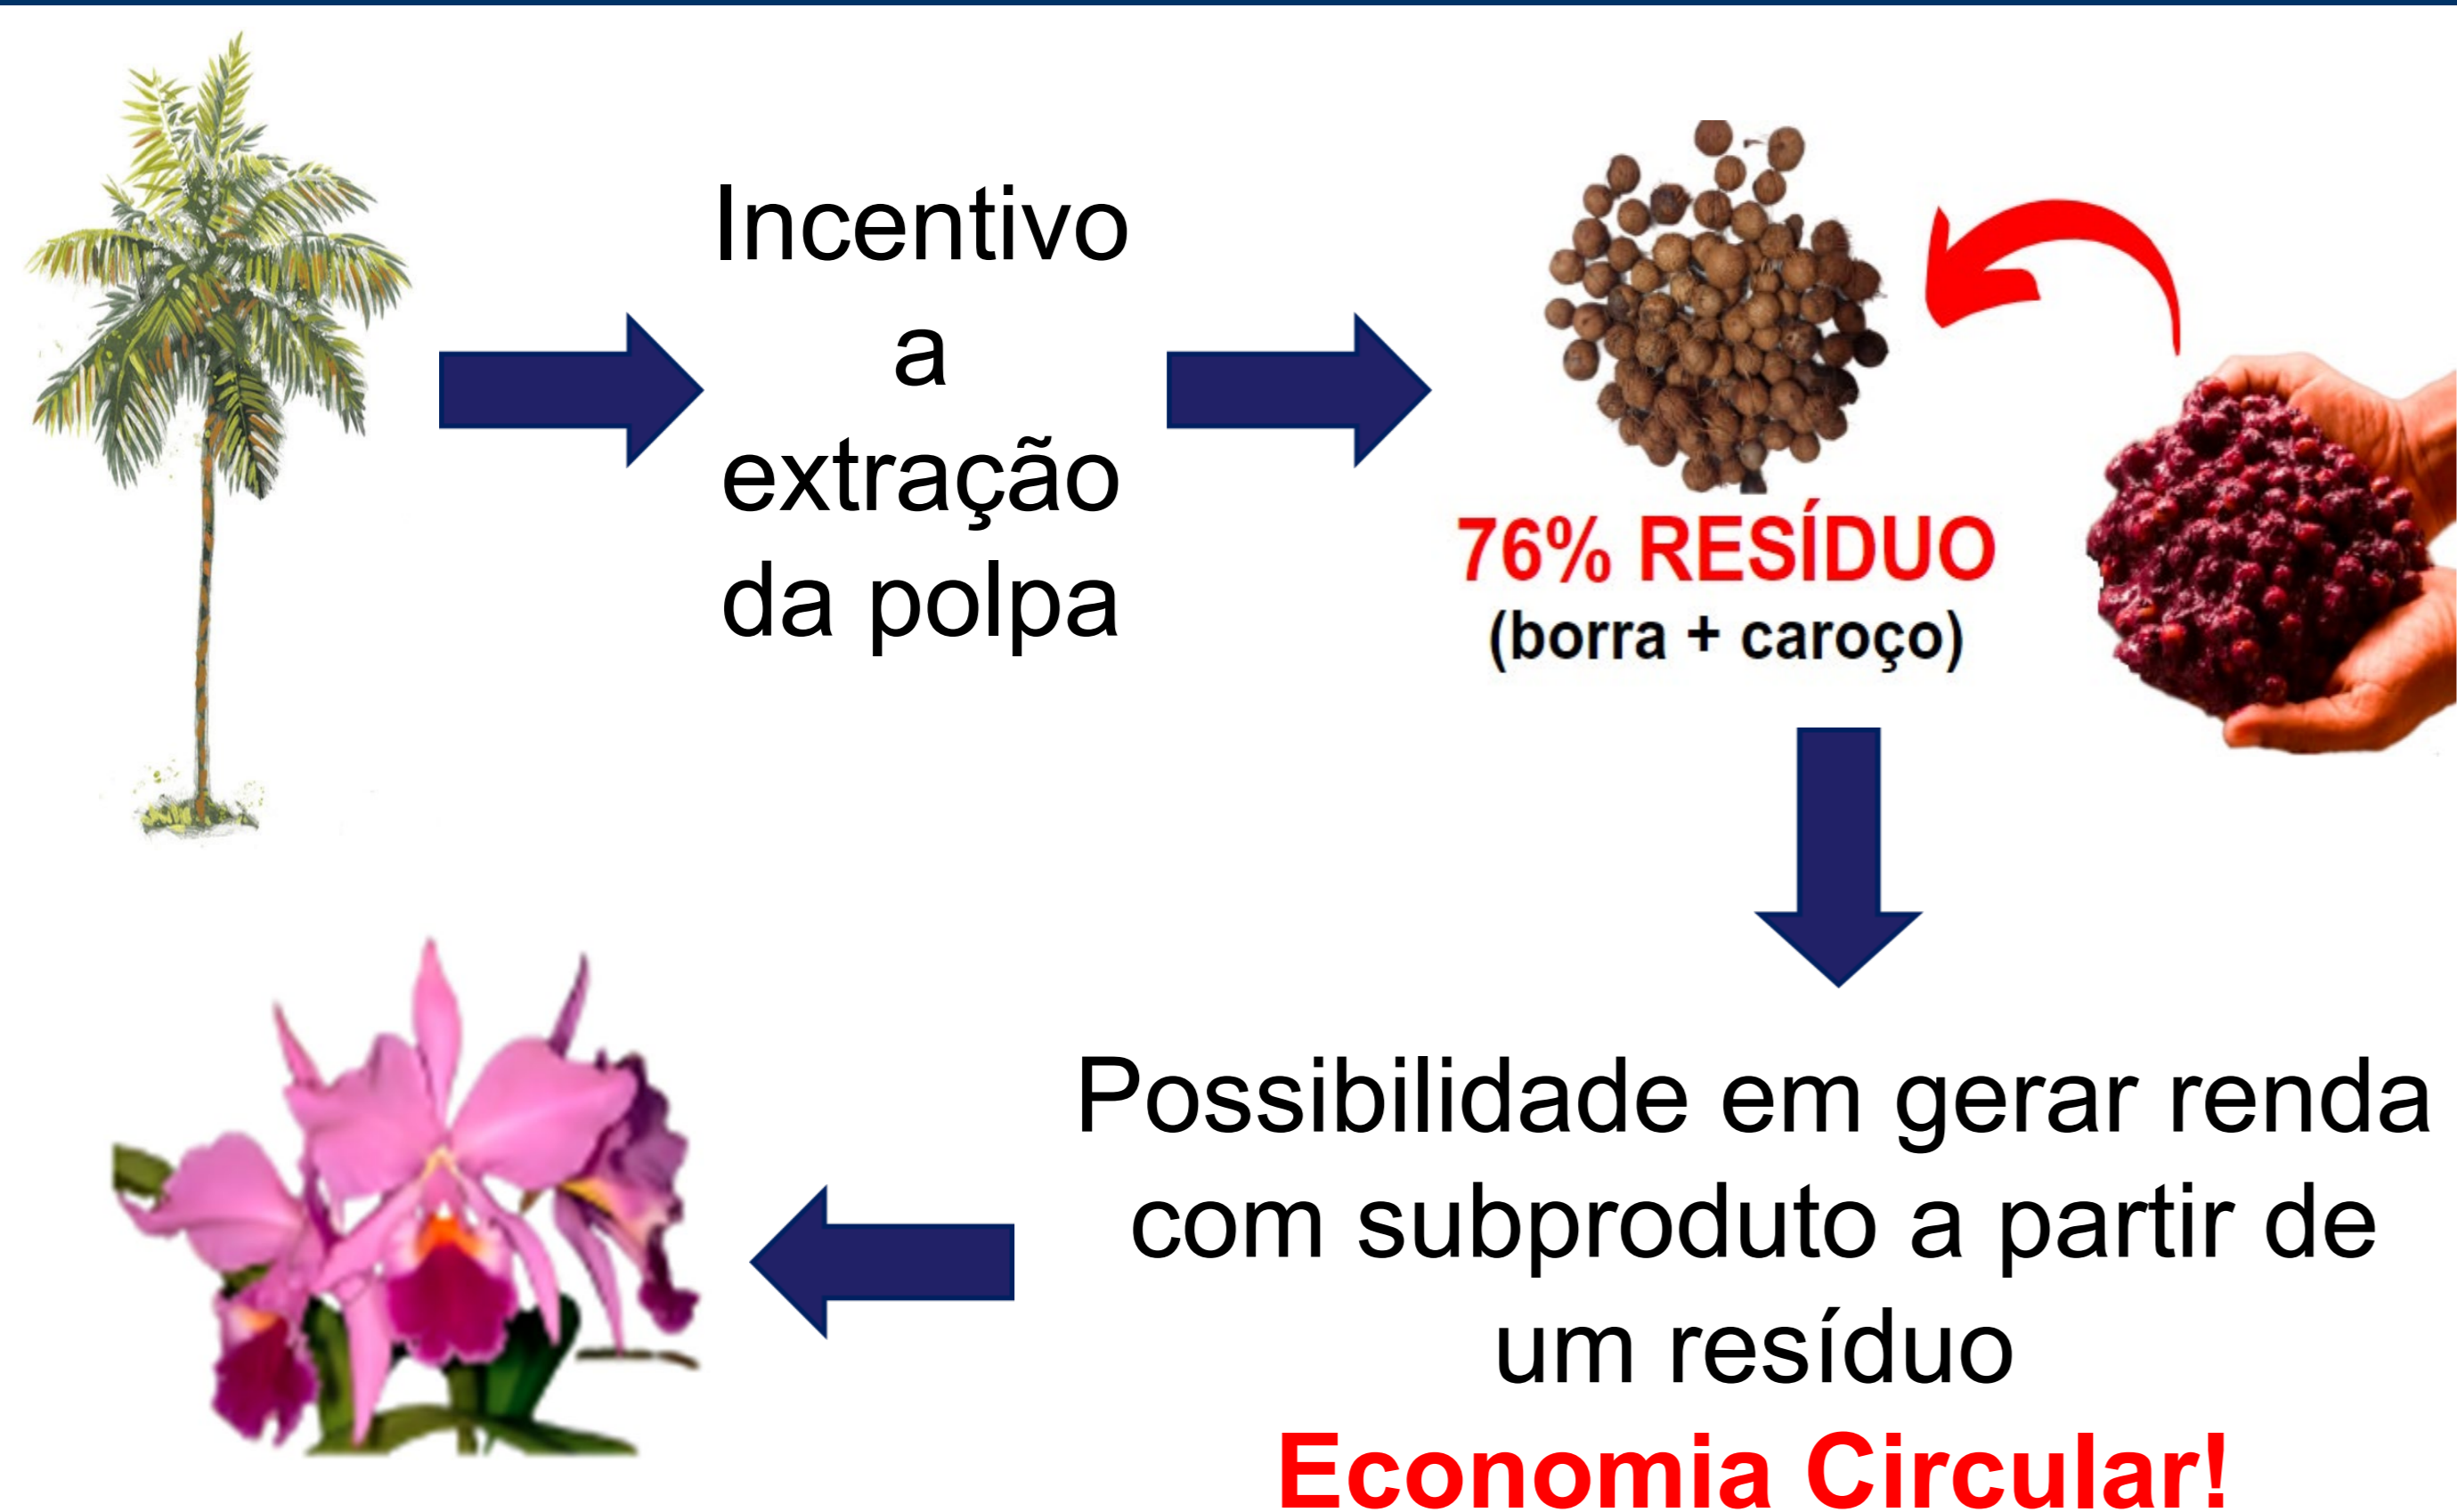 Incentivo
a
extração
da polpa
76% RESÍDUO
(borra + caroço)
Possibilidade em gerar renda
com subproduto a partir de
um resíduo
Economia Circular!